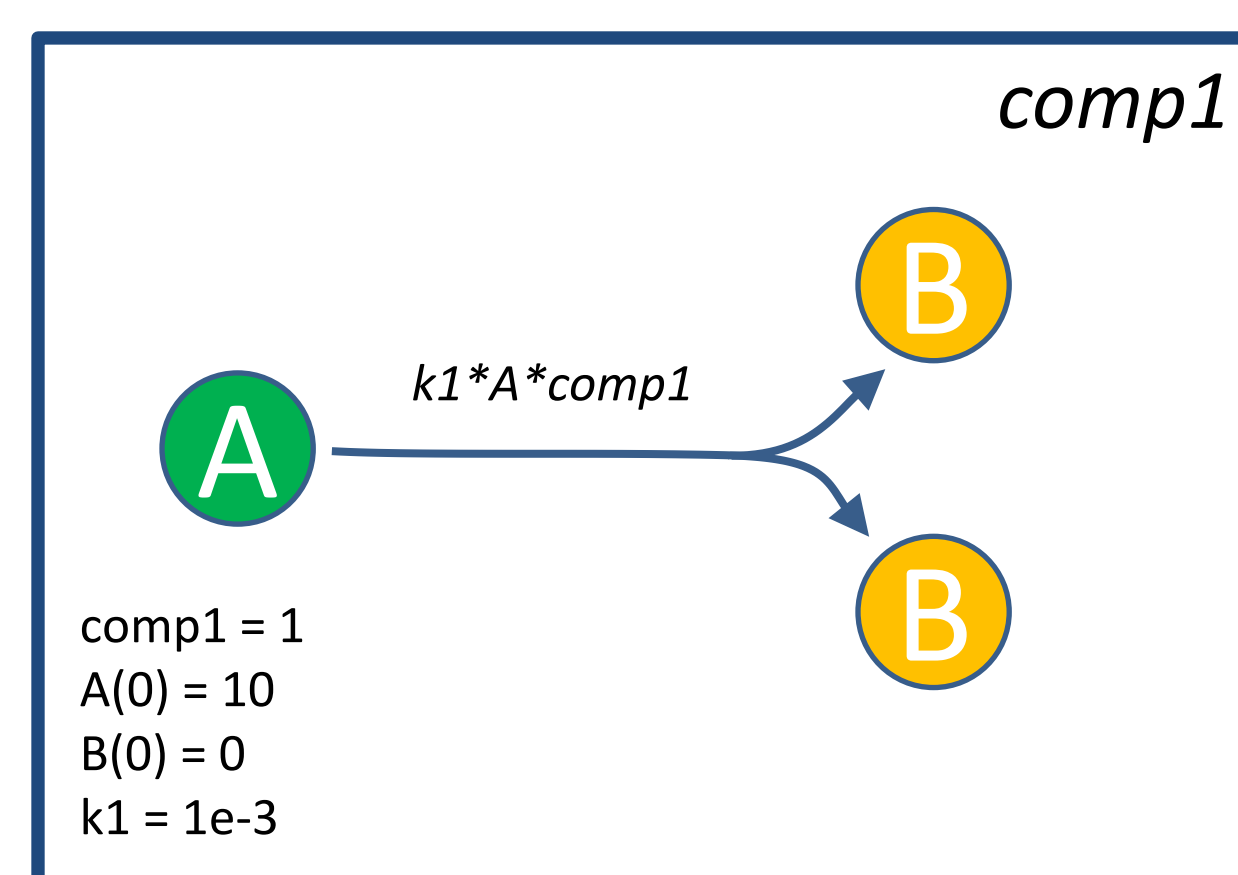 comp1
B
k1*A*comp1
A
B
comp1 = 1
A(0) = 10
B(0) = 0
k1 = 1e-3